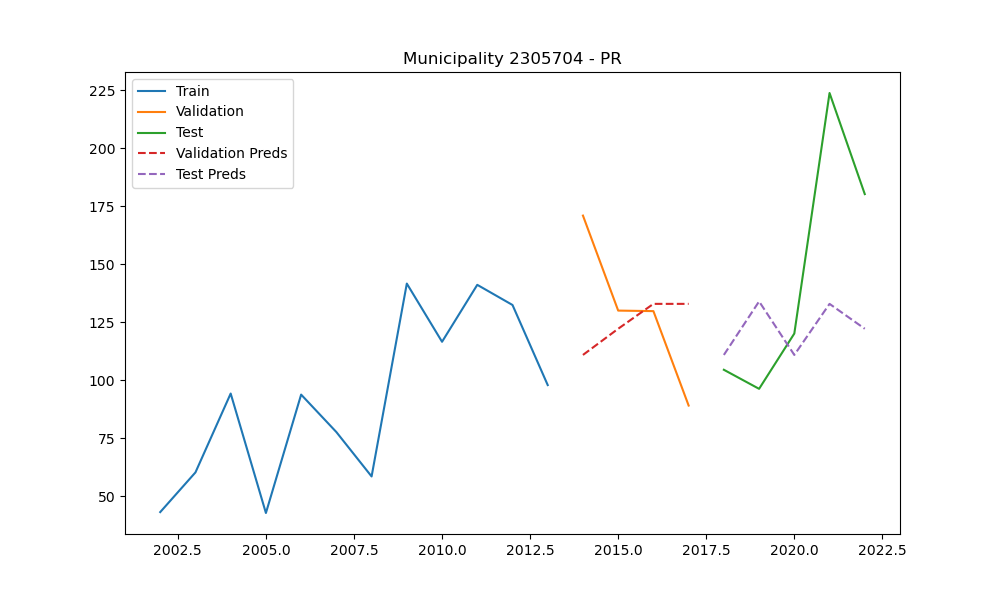 Municipality 2305704 - PR
225
200
175
150
125
100
75
50
Train
Validation
Test
Validation Preds
Test Preds
2002.5 2005.0 2007.5 2010.0 2012.5 2015.0 2017.5 2020.0 2022.5